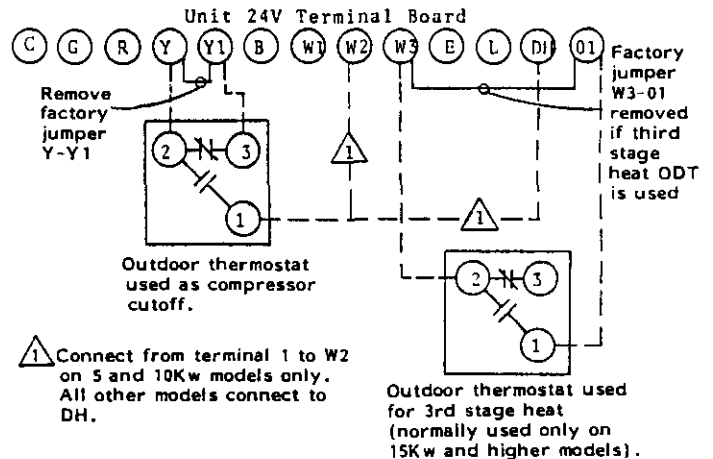 Unit 24V Terminal Board
C G R Y Y1 B W1 W2 W3 E L DH 01
Remove
factory
jumper
Y-Y1
Factory
jumper
W3-01
removed
if third
stage
heat ODT
is used
2 3
1
1
1
Outdoor thermostat
used as compressor
cutoff.
2 3
1
1 Connect from terminal 1 to W2
on 5 and 10Kw models only.
All other models connect to
DH.
Outdoor thermostat used
for 3rd stage heat
(normally used only on
15Kw and higher models).